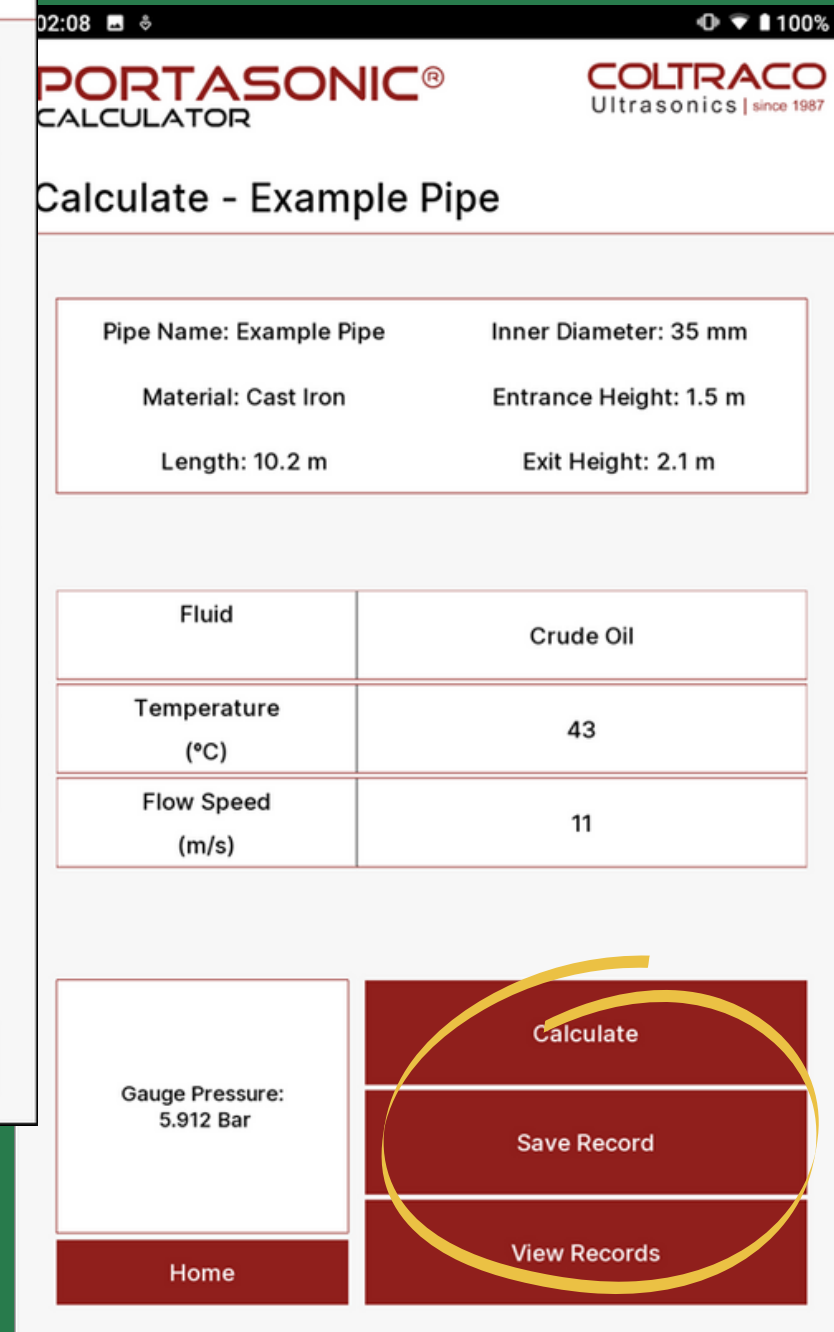 02:08
100%
PORTASONIC®
CALCULATOR
COLTRACO
Ultrasonics | since 1987
Calculate - Example Pipe
Pipe Name: Example Pipe
Inner Diameter: 35 mm
Material: Cast Iron
Entrance Height: 1.5 m
Length: 10.2 m
Exit Height: 2.1 m
Fluid
Crude Oil
Temperature
(°C)
43
Flow Speed
(m/s)
11
Gauge Pressure:
5.912 Bar
Calculate
Save Record
View Records
Home